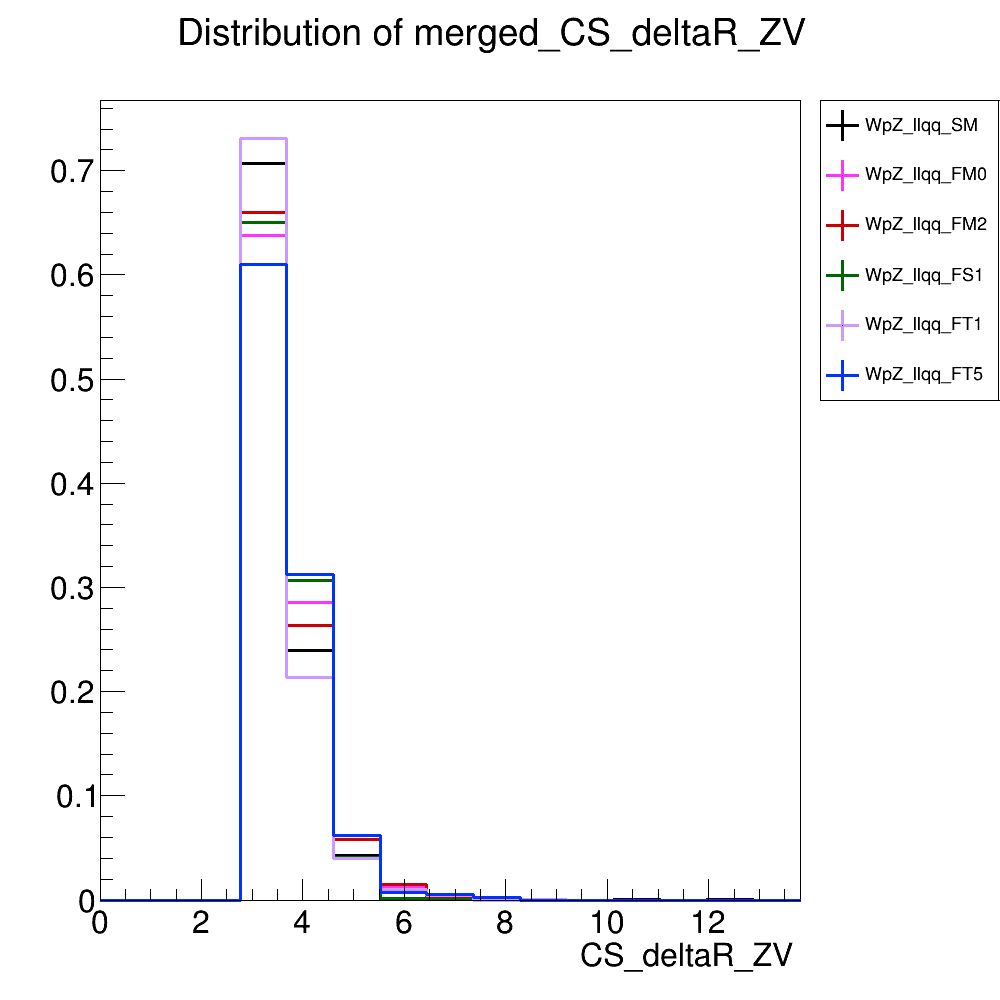 Distribution of merged_CS_deltaR_ZV
WpZ_llqq_SM
WpZ_llqq_FM0
WpZ_llqq_FM2
WpZ_llqq_FS1
WpZ_llqq_FT1
WpZ_llqq_FT5
0.7
0.6
0.5
0.4
0.3
0.2
0.1
0
0 2 4 6 8 10 12
CS_deltaR_ZV